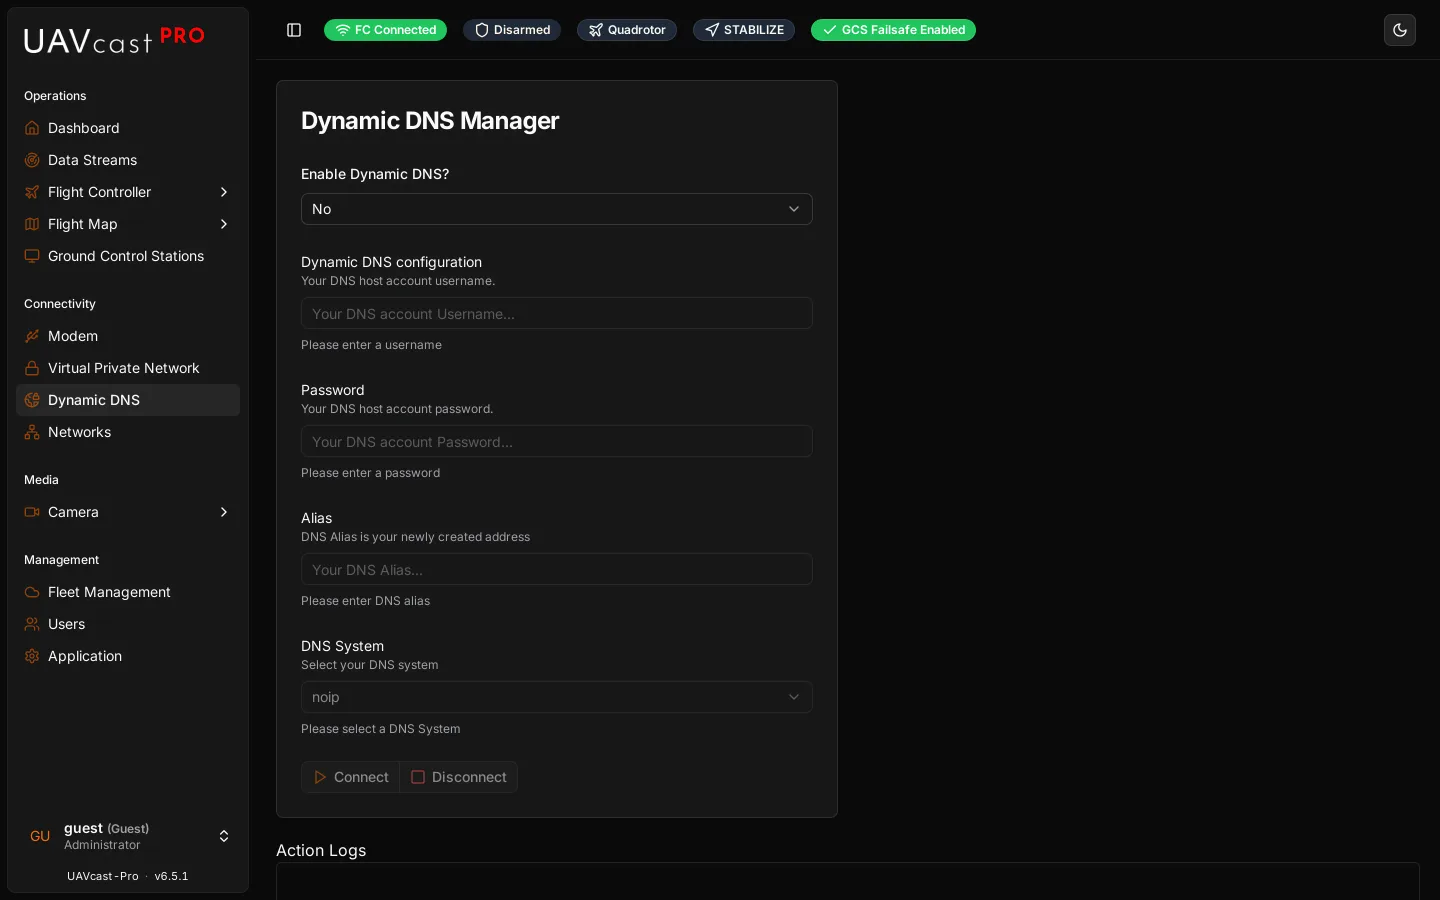 UAVcast PRO
Operations
Dashboard
Data Streams
Flight Controller
Flight Map
Ground Control Stations
Connectivity
Modem
Virtual Private Network
Dynamic DNS
Networks
Media
Camera
Management
Fleet Management
Users
Application
GU
guest (Guest)
Administrator
UAVcast-Pro · v6.5.1
FC Connected
Disarmed
Quadrotor
STABILIZE
GCS Failsafe Enabled
Dynamic DNS Manager
Enable Dynamic DNS?
No
Dynamic DNS configuration
Your DNS host account username.
Your DNS account Username...
Please enter a username
Password
Your DNS host account password.
Your DNS account Password...
Please enter a password
Alias
DNS Alias is your newly created address
Your DNS Alias...
Please enter DNS alias
DNS System
Select your DNS system
noip
Please select a DNS System
Connect
Disconnect
Action Logs